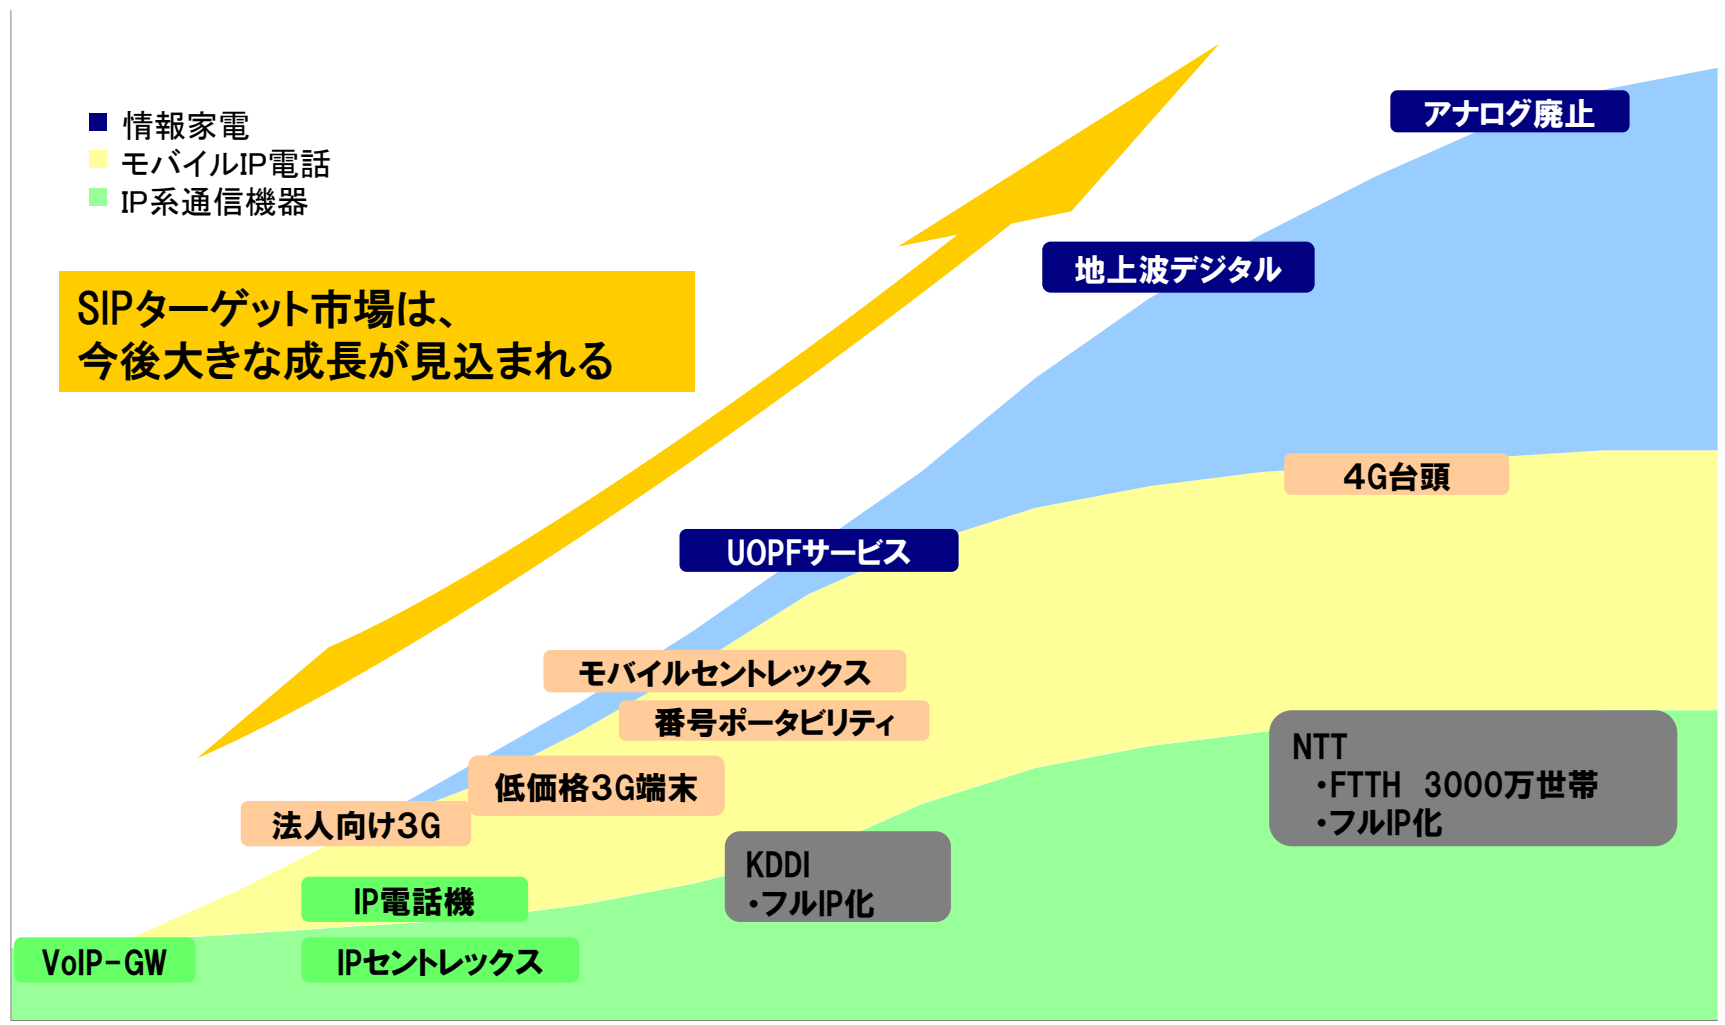 情報家電
モバイルIP電話
IP系通信機器
SIPターゲット市場は、
今後大きな成長が見込まれる
アナログ廃止
地上波デジタル
4G台頭
UOPFサービス
モバイルセントレックス
番号ポータビリティ
低価格3G端末
法人向け3G
NTT
・FTTH 3000万世帯
・フルIP化
KDDI
・フルIP化
IP電話機
VoIP-GW
IPセントレックス